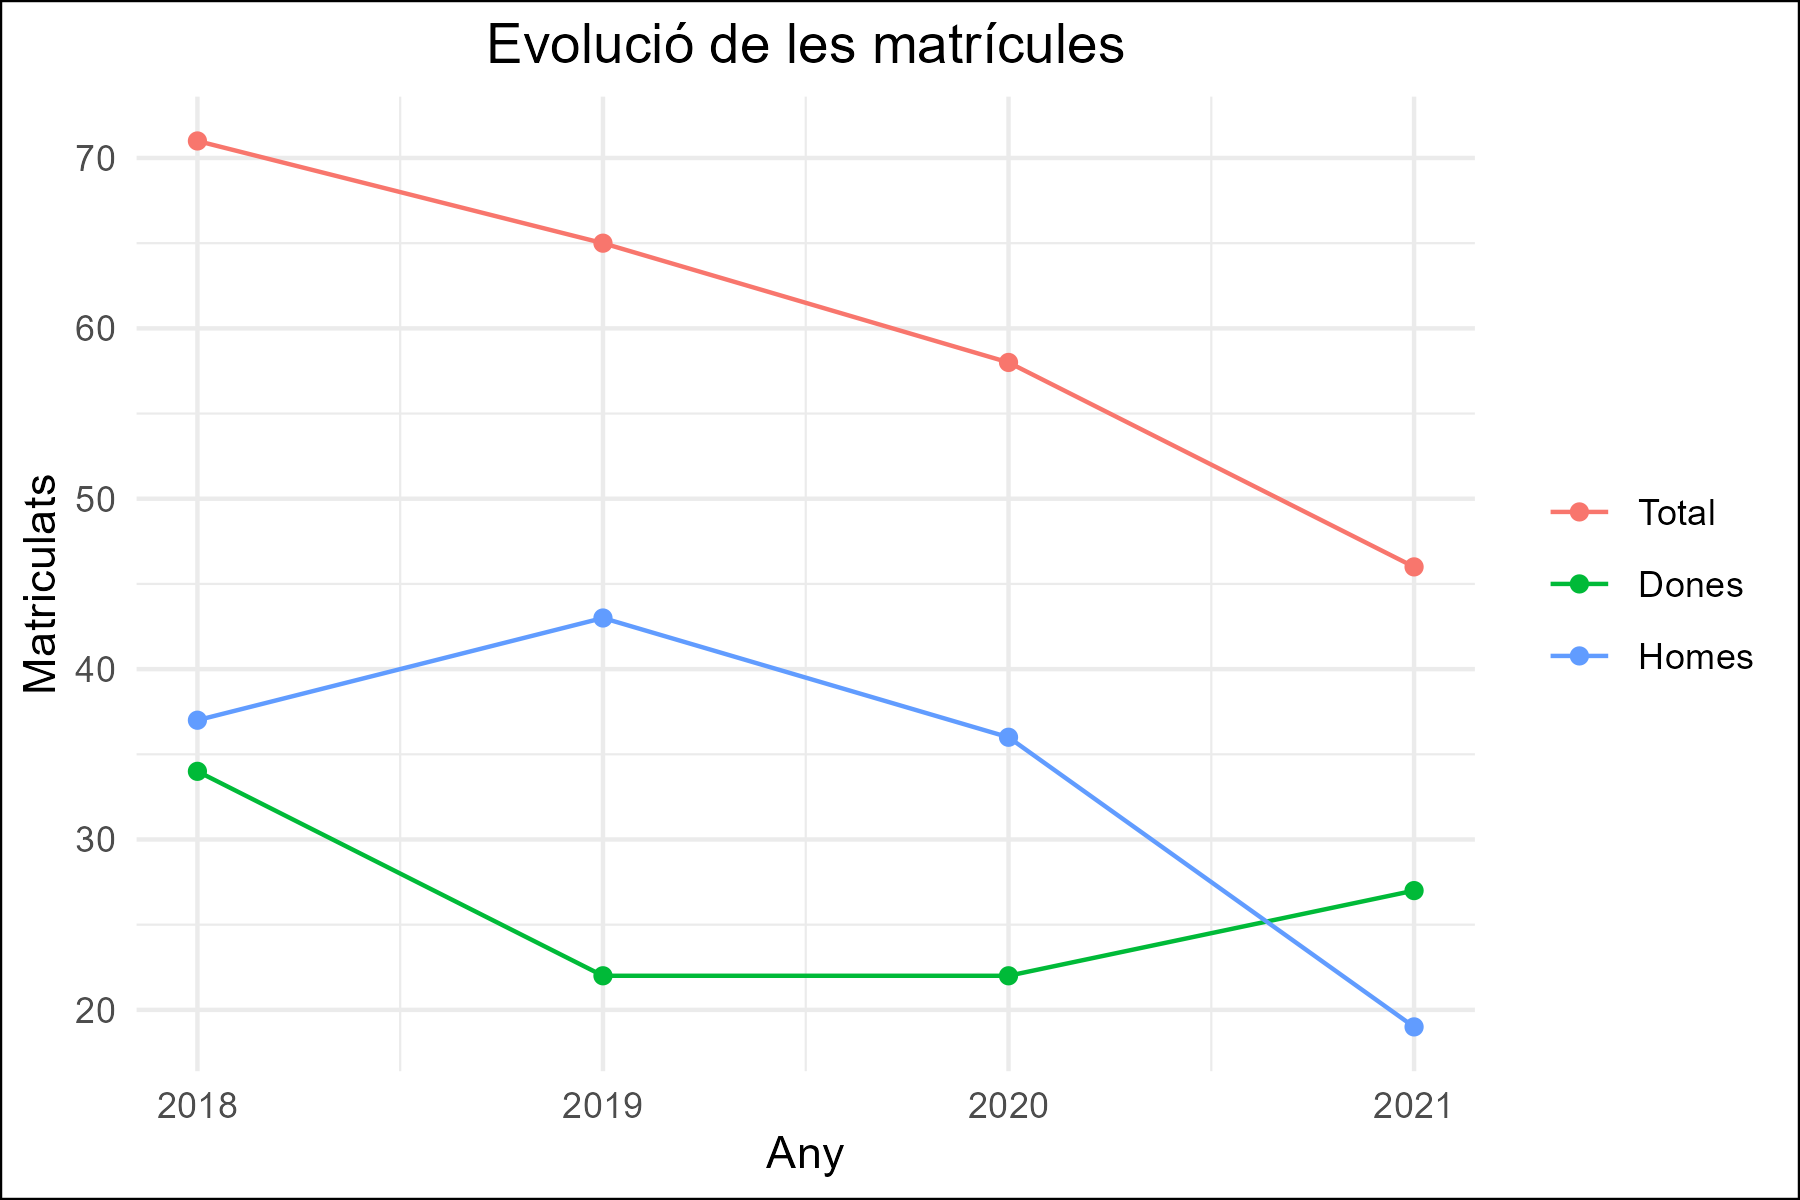 Evolució de les matrícules
Matriculats
70
60
50
40
30
20
2018
2019
2020
2021
Any
Total
Dones
Homes